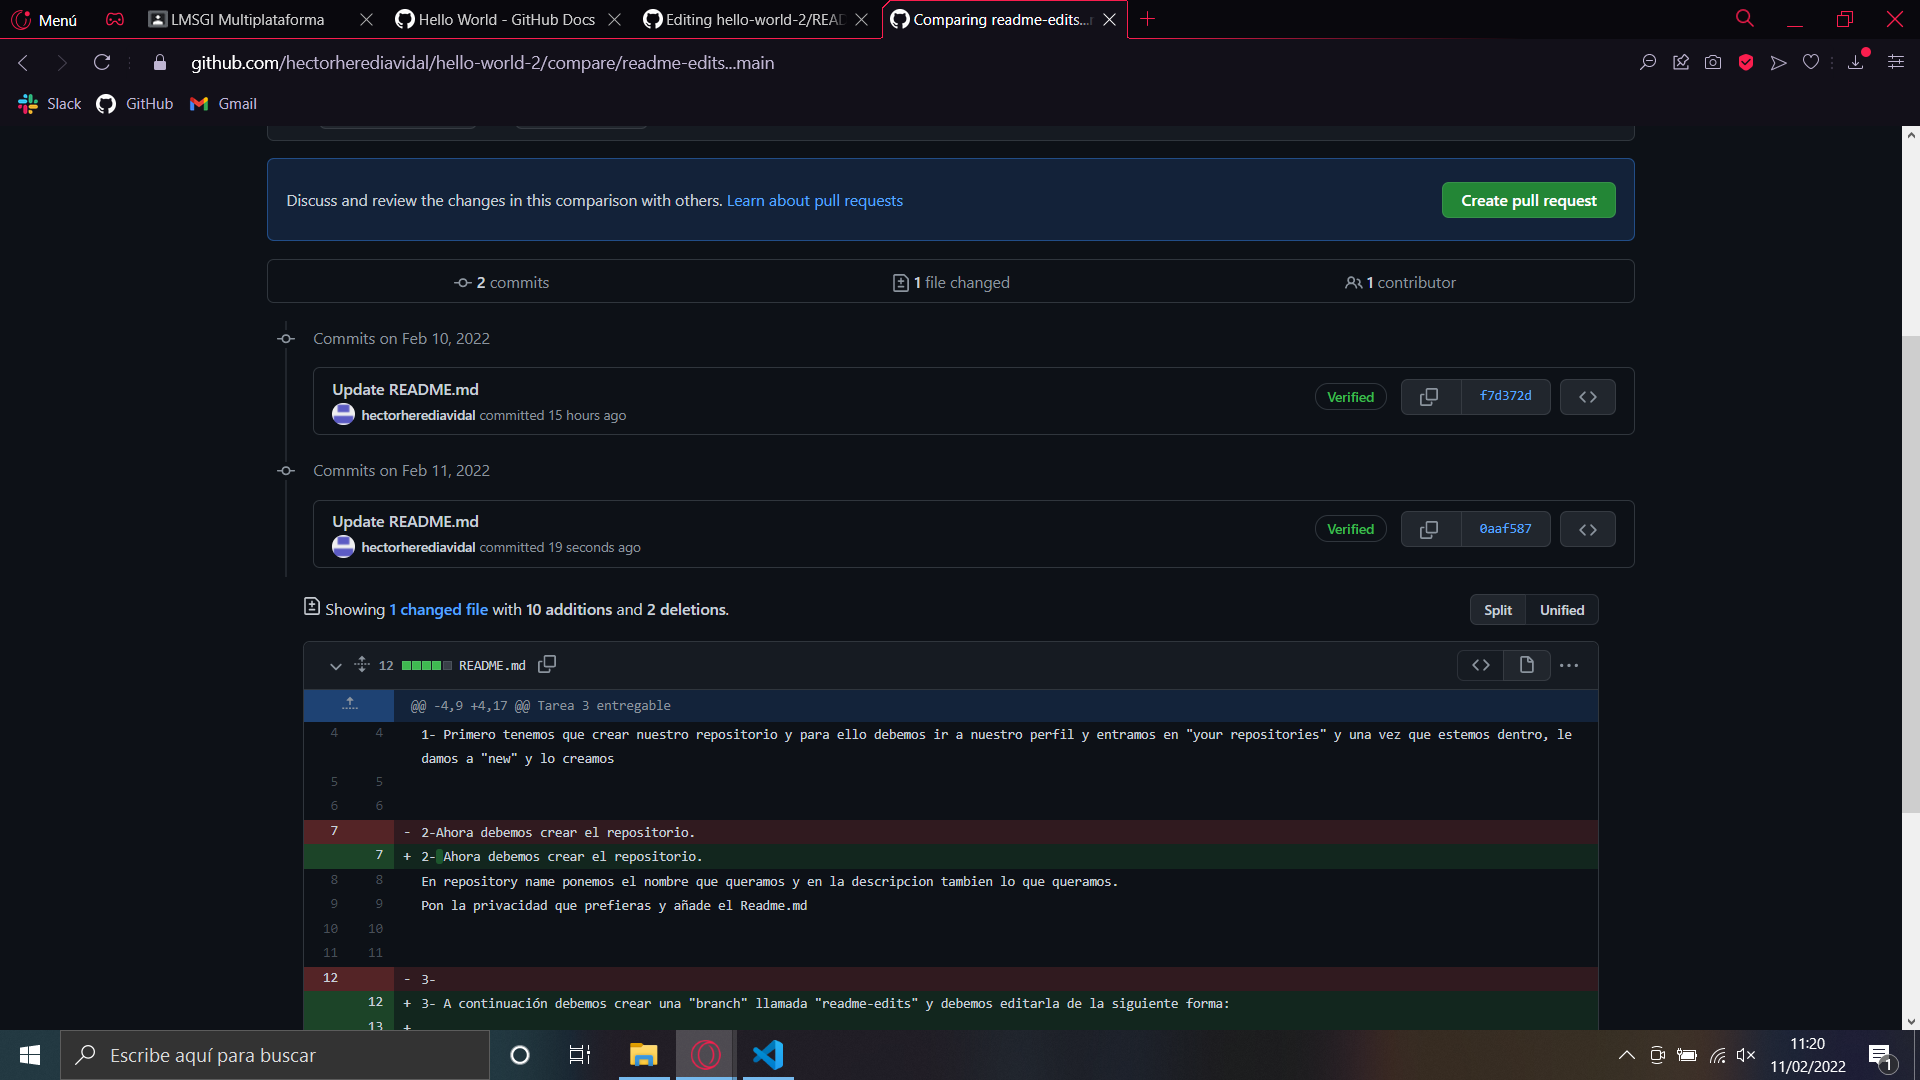 Menú
LMSGI Multiplataforma
Hello World - GitHub Docs
Editing hello-world-2/READ
Comparing readme-edits...
github.com/hectorherediavidal/hello-world-2/compare/readme-edits...main
Slack
GitHub
Gmail
Discuss and review the changes in this comparison with others. Learn about pull requests
Create pull request
2 commits
1 file changed
1 contributor
Commits on Feb 10, 2022
Update README.md
hectorherediavidal committed 15 hours ago
Verified
f7d372d
Commits on Feb 11, 2022
Update README.md
hectorherediavidal committed 19 seconds ago
Verified
0aaf587
Showing 1 changed file with 10 additions and 2 deletions.
Split
Unified
12
README.md
@@ -4,9 +4,17 @@ Tarea 3 entregable
4 4 1- Primero tenemos que crear nuestro repositorio y para ello debemos ir a nuestro perfil y entramos en "your repositories" y una vez que estemos dentro, le
damos a "new" y lo creamos
5 5
6 6
7 - 2-Ahora debemos crear el repositorio.
7 + 2- Ahora debemos crear el repositorio.
8 8 En repository name ponemos el nombre que queramos y en la descripcion tambien lo que queramos.
9 9 Pon la privacidad que prefieras y añade el Readme.md
10 10
11 11
12 - 3-
12 + 3- A continuación debemos crear una "branch" llamada "readme-edits" y debemos editarla de la siguiente forma:
13 +
Escribe aquí para buscar
11:20
11/02/2022
1